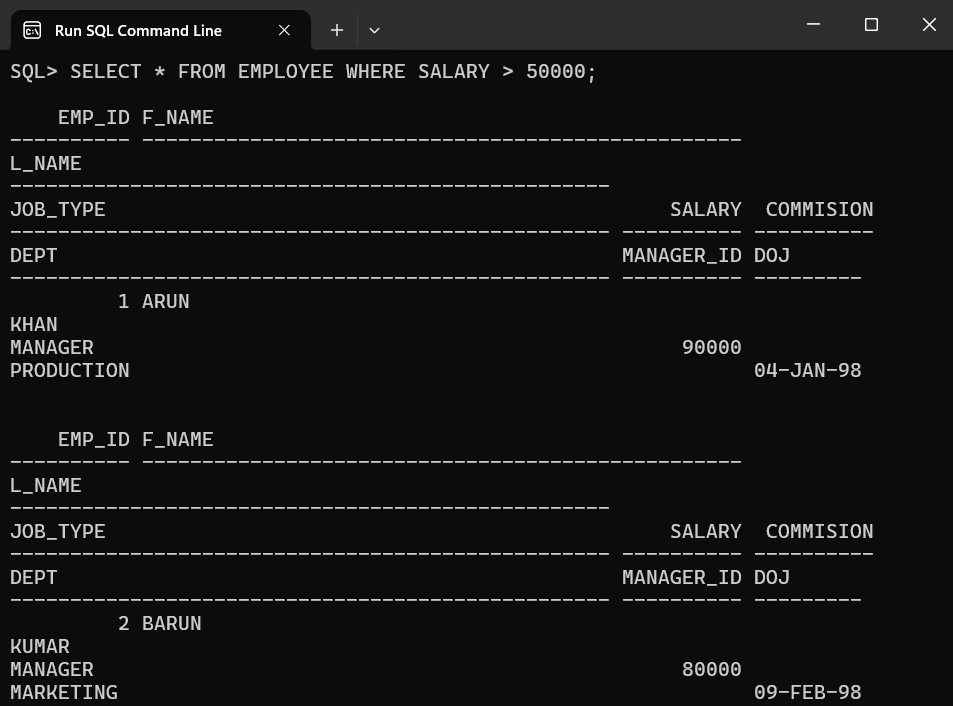 Run SQL Command Line
SQL> SELECT * FROM EMPLOYEE WHERE SALARY > 50000;
    EMP_ID F_NAME
---------- --------------------------------------------------
L_NAME
--------------------------------------------------
JOB_TYPE                                               SALARY  COMMISION
-------------------------------------------------- ---------- ----------
DEPT                                               MANAGER_ID DOJ
-------------------------------------------------- ---------- ---------
         1 ARUN
KHAN
MANAGER                                                 90000
PRODUCTION                                                    04-JAN-98
    EMP_ID F_NAME
---------- --------------------------------------------------
L_NAME
--------------------------------------------------
JOB_TYPE                                               SALARY  COMMISION
-------------------------------------------------- ---------- ----------
DEPT                                               MANAGER_ID DOJ
-------------------------------------------------- ---------- ---------
         2 BARUN
KUMAR
MANAGER                                                 80000
MARKETING                                                     09-FEB-98